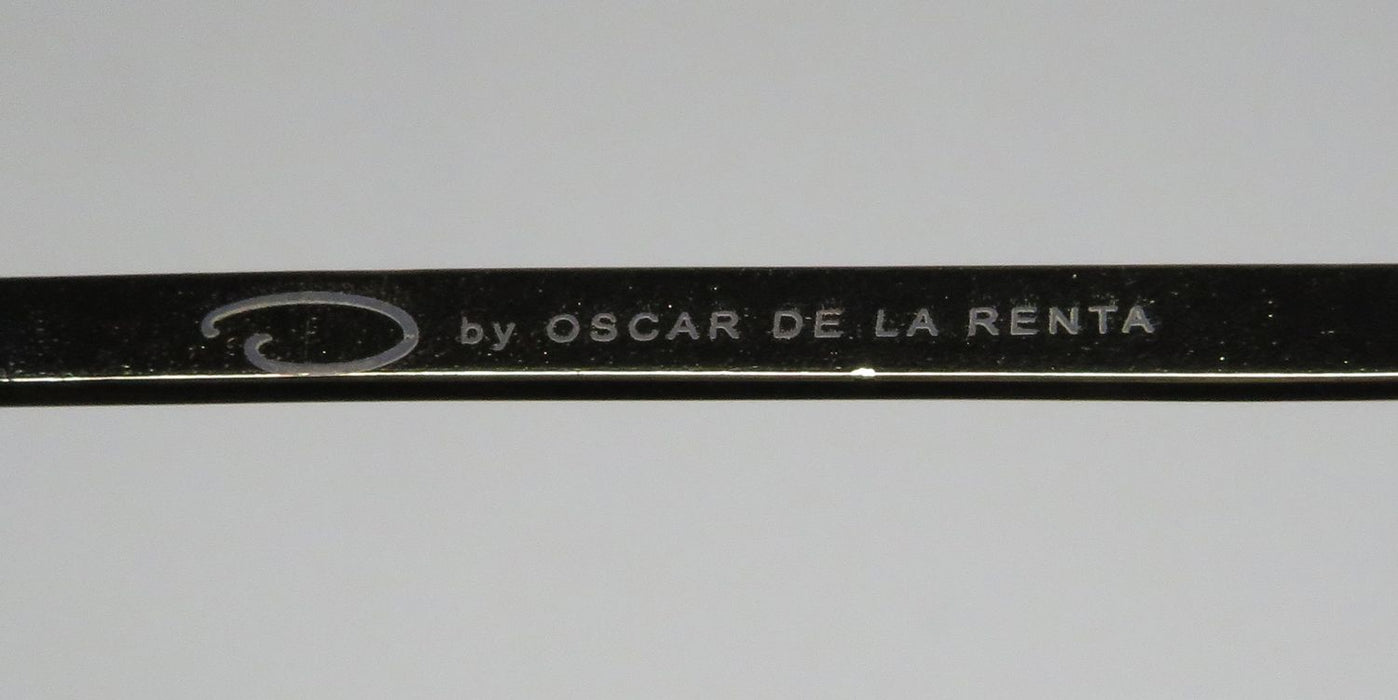 O by OSCAR DE LA RENTA